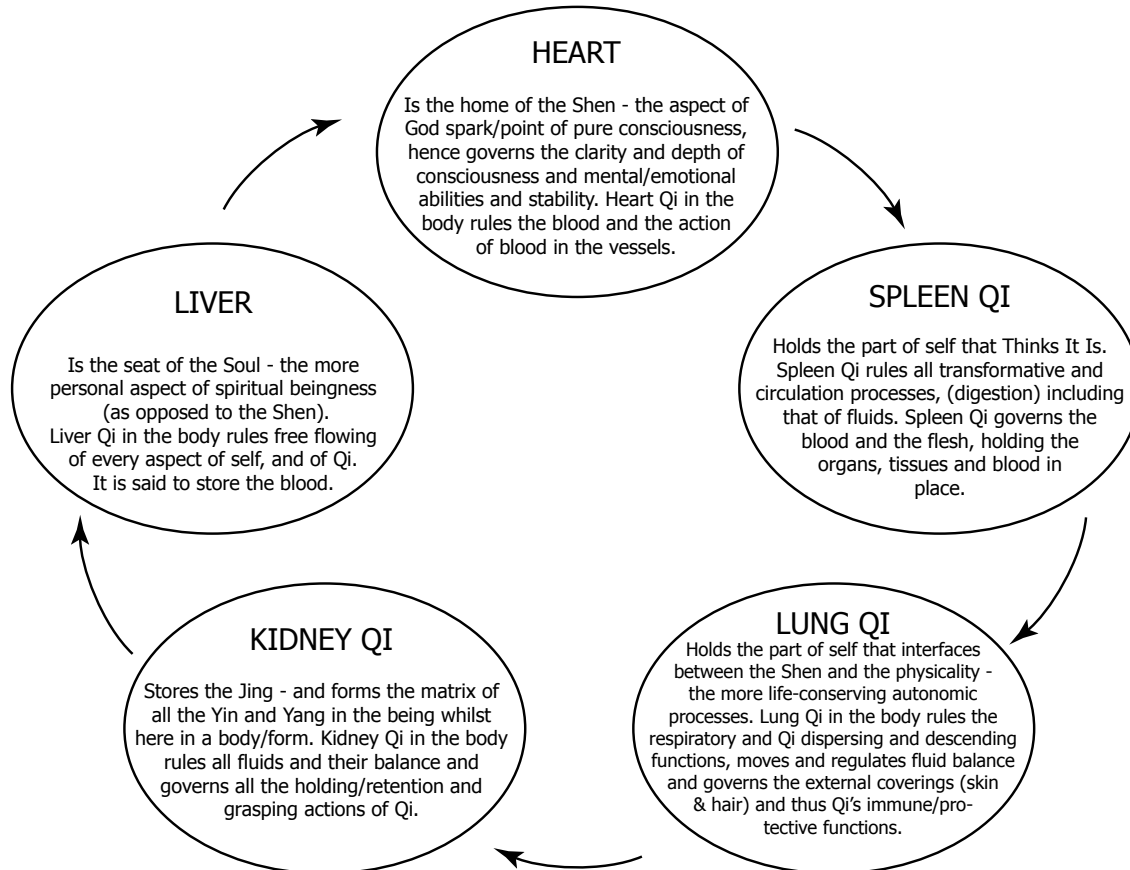 HEART
Is the home of the Shen - the aspect of
God spark/point of pure consciousness,
hence governs the clarity and depth of
consciousness and mental/emotional
abilities and stability. Heart Qi in the
body rules the blood and the action
of blood in the vessels.
SPLEEN QI
Holds the part of self that Thinks It Is.
Spleen Qi rules all transformative and
circulation processes, (digestion) including
that of fluids. Spleen Qi governs the
blood and the flesh, holding the
organs, tissues and blood in
place.
LUNG QI
Holds the part of self that interfaces
between the Shen and the physicality -
the more life-conserving autonomic
processes. Lung Qi in the body rules the
respiratory and Qi dispersing and descending
functions, moves and regulates fluid balance
and governs the external coverings (skin
& hair) and thus Qi's immune/pro-
tective functions.
KIDNEY QI
Stores the Jing - and forms the matrix of
all the Yin and Yang in the being whilst
here in a body/form. Kidney Qi in the body
rules all fluids and their balance and
governs all the holding/retention and
grasping actions of Qi.
LIVER
Is the seat of the Soul - the more
personal aspect of spiritual beingness
(as opposed to the Shen).
Liver Qi in the body rules free flowing
of every aspect of self, and of Qi.
It is said to store the blood.